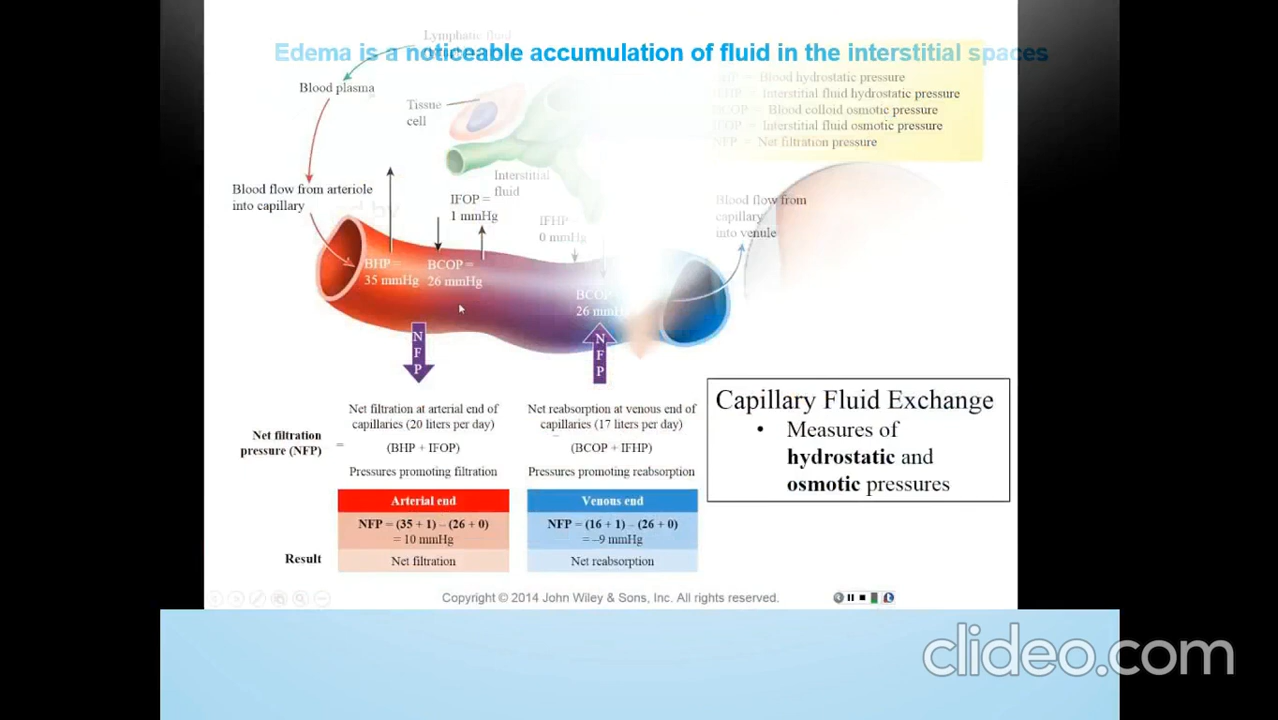 Edema is a noticeable accumulation of fluid in the interstitial spaces
Lymphatic fluid
Blood plasma
Tissue
cell
= Blood hydrostatic pressure
= Interstitial fluid hydrostatic pressure
= Blood colloid osmotic pressure
= Interstitial fluid osmotic pressure
NFP = Net filtration pressure
Blood flow from arteriole
into capillary
Interstitial
fluid
IFOP =
1 mmHg
IFHP =
0 mmHg
Blood flow from
capillary
into venule
BHP =
35 mmHg
BCOP =
26 mmHg
BCOP
26 mmH
N
F
P
N
F
P
Net filtration at arterial end of
capillaries (20 liters per day)
Net reabsorption at venous end of
capillaries (17 liters per day)
Net filtration
pressure (NFP)
=
(BHP + IFOP)
–
(BCOP + IFHP)
Pressures promoting filtration
Pressures promoting reabsorption
Capillary Fluid Exchange
• Measures of
hydrostatic and
osmotic pressures
Arterial end
NFP = (35 + 1) – (26 + 0)
= 10 mmHg
Venous end
NFP = (16 + 1) – (26 + 0)
= –9 mmHg
Result
Net filtration
Net reabsorption
Copyright © 2014 John Wiley & Sons, Inc. All rights reserved.
clideo.com